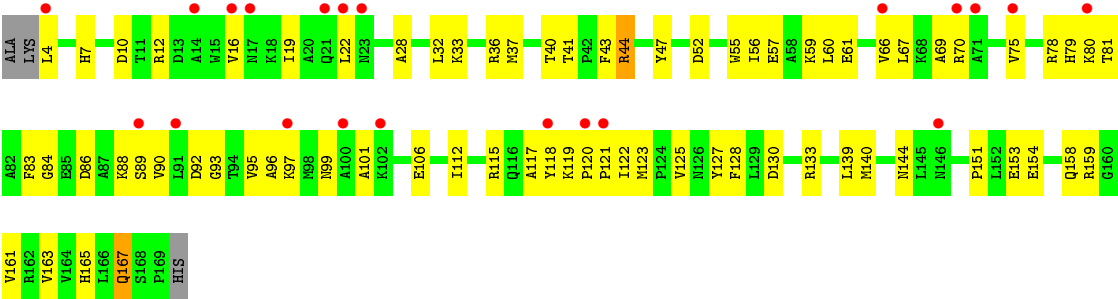 ALA LYS L4 H7 D10 T11 R12 D13 A14 W15 V16 N17 K18 I19 A20 Q21 L22 N23 A28 L32 K33 R36 M37 T40 T41 P42 F43 R44 Y47 D52 W55 I56 E57 A58 K59 L60 E61 V66 L67 K68 A69 R70 A71 V75 R78 H79 K80 T81
A82 F83 G84 E85 D86 A87 K88 S89 V90 L91 D92 G93 T94 V95 A96 K97 M98 N99 A100 A101 K102 E106 I112 R115 Q116 A117 Y118 K119 P120 P121 I122 M123 P124 V125 N126 Y127 F128 L129 D130 R133 L139 M140 N144 L145 N146 P151 L152 E153 E154 Q158 R159 G160
V161 R162 V163 V164 H165 L166 Q167 S168 P169 HIS